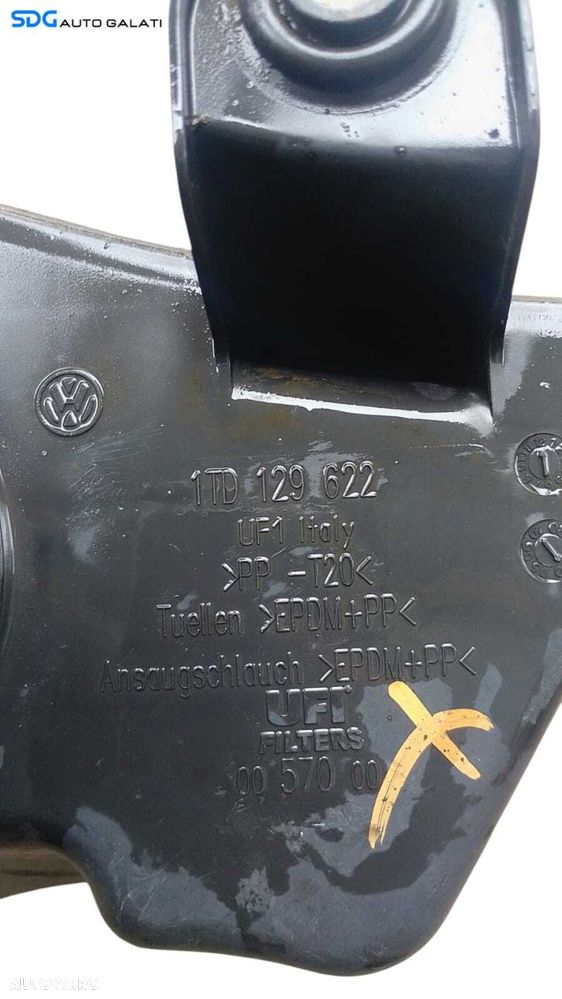 SDG AUTO GALATI
1TD 129 622
UF1 Italy
>PP -T20<
Tuellen >EPDM+PP<
Ansaugschlauch >EPDM+PP<
UFI
FILTERS
00 570 00